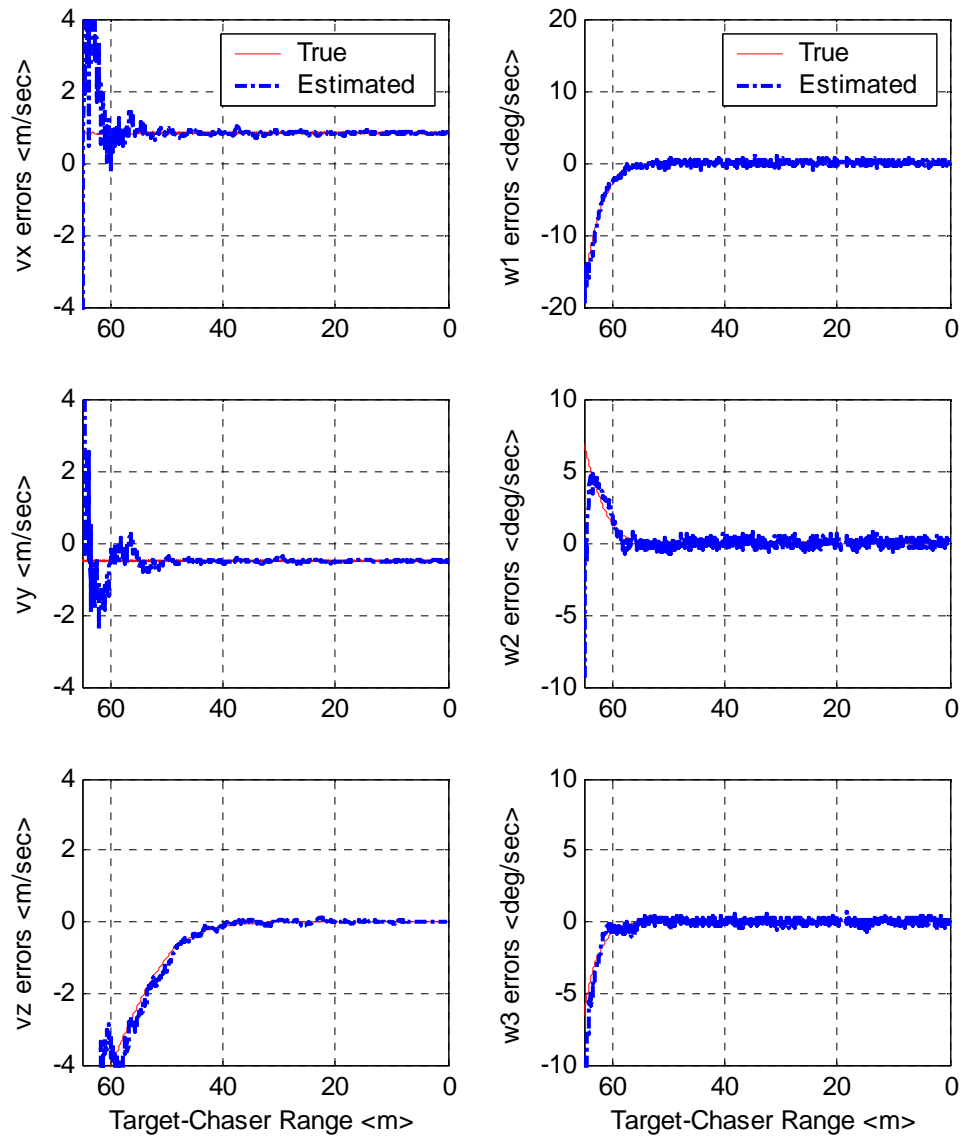 20
10
0
-10
-20
60 40 20 0
w1 errors <deg/sec>
True
Estimated
4
2
0
-2
-4
60 40 20 0
vx errors <m/sec>
True
Estimated
4
2
0
-2
-4
60 40 20 0
vy <m/sec>
10
5
0
-5
-10
60 40 20 0
w2 errors <deg/sec>
4
2
0
-2
-4
60 40 20 0
vz errors <m/sec>
Target-Chaser Range <m>
10
5
0
-5
-10
60 40 20 0
w3 errors <deg/sec>
Target-Chaser Range <m>